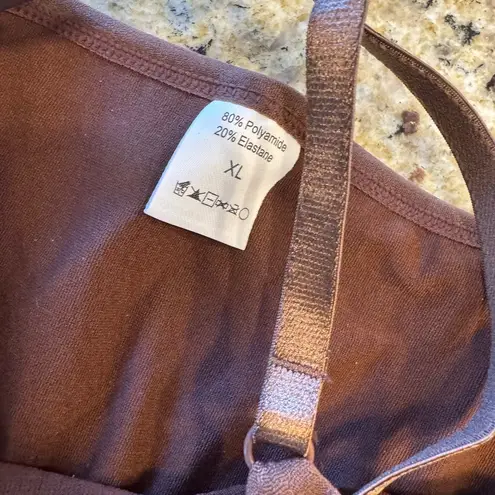 80% Polyamide
20% Elastane
XL